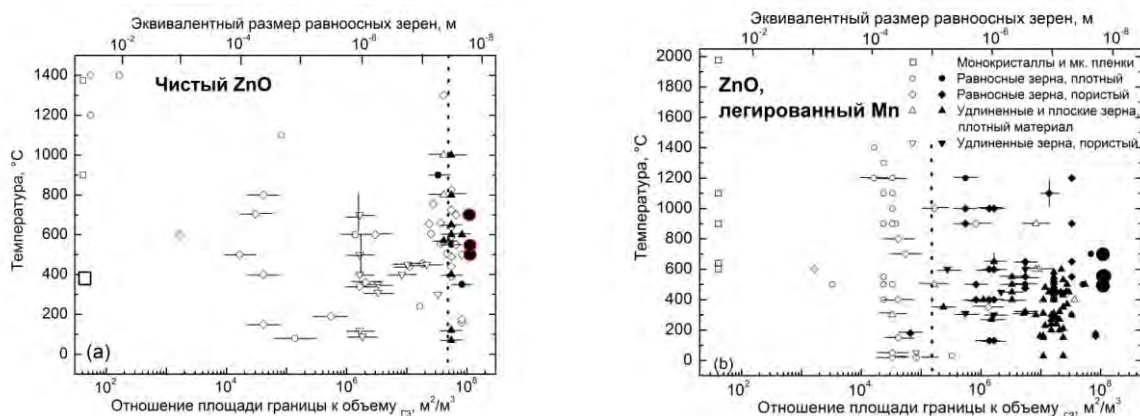 Эквивалентный размер равноосных зерен, м
10⁻² 10⁻⁴ 10⁻⁶ 10⁻⁸
Чистый ZnO
Температура, °C
1400
1200
1000
800
600
400
200
0
(a)
10² 10⁴ 10⁶ 10⁸
Отношение площади границы к объему ГЗ, м²/м³
Эквивалентный размер равноосных зерен, м
10⁻² 10⁻⁴ 10⁻⁶ 10⁻⁸
ZnO,
легированный Mn
Монокристаллы и мк. пленки
Равносные зерна, плотный
Равносные зерна, пористый
Удлиненные и плоские зерна,
плотный материал
Удлиненные зерна, пористый
Температура, °C
2000
1800
1600
1400
1200
1000
800
600
400
200
0
(b)
10² 10⁴ 10⁶ 10⁸
Отношение площади границы к объему ГЗ, м²/м³